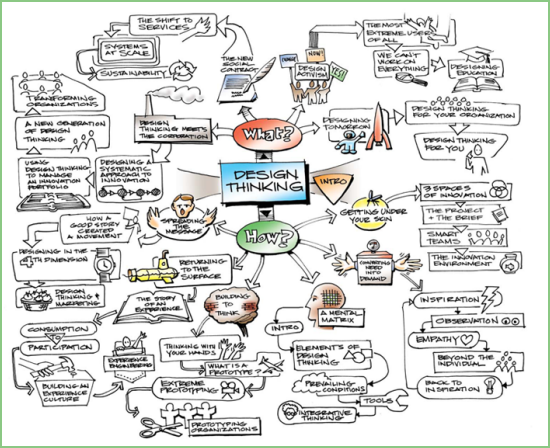 THE SHIFT TO
SERVICES
SYSTEMS
AT SCALE
SUSTAINABILITY
THE NEW
SOCIAL
CONTRACT
NOW!
YES!
DESIGN
ACTIVISM
THE MOST
EXTREME USER
OF ALL
WE CAN'T
WORK ON
EVERYTHING
DESIGNING
EDUCATION
TRANSFORMING
ORGANIZATIONS
A NEW
GENERATION
OF DESIGN
THINKING
DESIGN
THINKING MEETS
THE CORPORATION
What?
DESIGNING
TOMORROW
DESIGN THINKING
FOR YOUR ORGANIZATION
DESIGN THINKING
FOR YOU
USING
DESIGN THINKING
TO MANAGE
AN INNOVATION
PORTFOLIO
DESIGNING A
SYSTEMATIC
APPROACH TO
INNOVATION
DESIGN
THINKING
INTRO
HOW A
GOOD STORY
CREATED
A MOVEMENT
SPREADING
THE
MESSAGE
How?
GETTING UNDER
YOUR SKIN
3 SPACES
OF INNOVATION
THE PROJECT
+ THE BRIEF
SMART
TEAMS
THE INNOVATION
ENVIRONMENT
DESIGNING IN THE
4TH DIMENSION
RETURNING
TO THE
SURFACE
CONVERTING
NEED INTO
DEMAND
DESIGN
THINKING +
MARKETING
THE STORY
OF AN
EXPERIENCE
BUILDING
TO
THINK
A MENTAL
MATRIX
INSPIRATION
OBSERVATION
EMPATHY
BEYOND THE
INDIVIDUAL
BACK TO
INSPIRATION
CONSUMPTION
PARTICIPATION
EXPERIENCE
ENGINEERING
BUILDING AN
EXPERIENCE
CULTURE
THINKING WITH
YOUR HANDS
WHAT IS A
PROTOTYPE?
EXTREME
PROTOTYPING
PROTOTYPING
ORGANIZATIONS
INTRO
ELEMENTS OF
DESIGN
THINKING
PREVAILING
CONDITIONS
TOOLS
INTEGRATIVE
THINKING